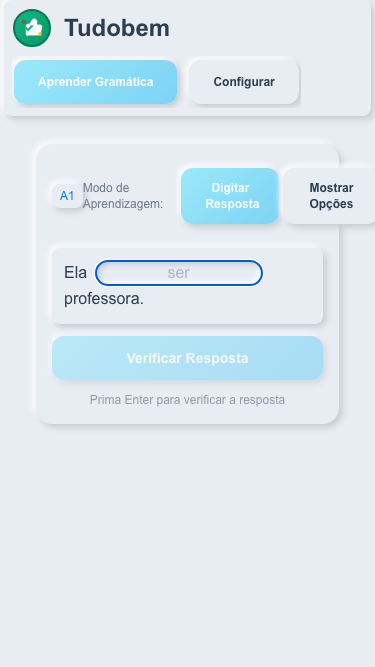 Tudobem
Aprender Gramática
Configurar
A1
Modo de
Aprendizagem:
Digitar
Resposta
Mostrar
Opções
Ela ser
professora.
Verificar Resposta
Prima Enter para verificar a resposta